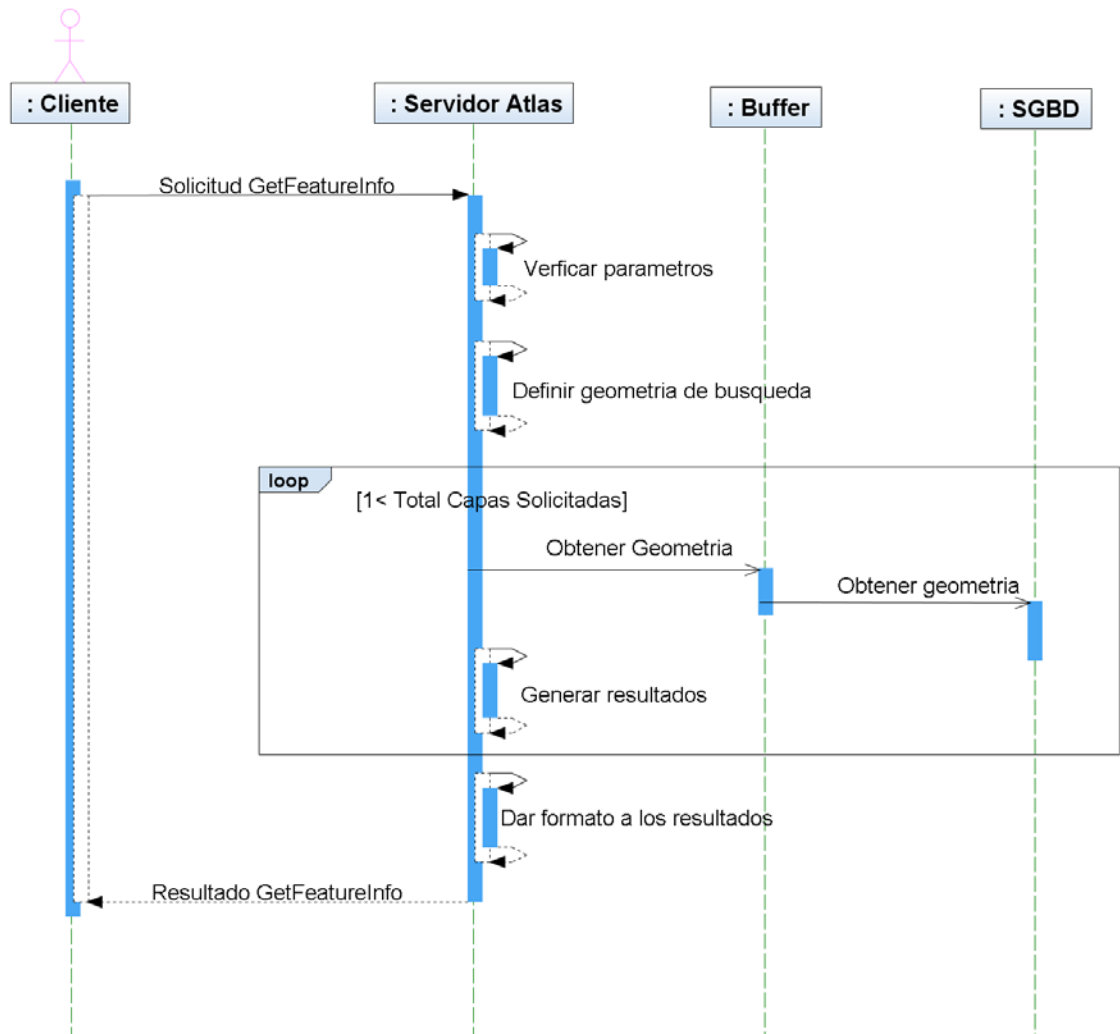 : Cliente
: Servidor Atlas
: Buffer
: SGBD
Solicitud GetFeatureInfo
Verficar parametros
Definir geometria de busqueda
loop
[1< Total Capas Solicitadas]
Obtener Geometria
Obtener geometria
Generar resultados
Dar formato a los resultados
Resultado GetFeatureInfo